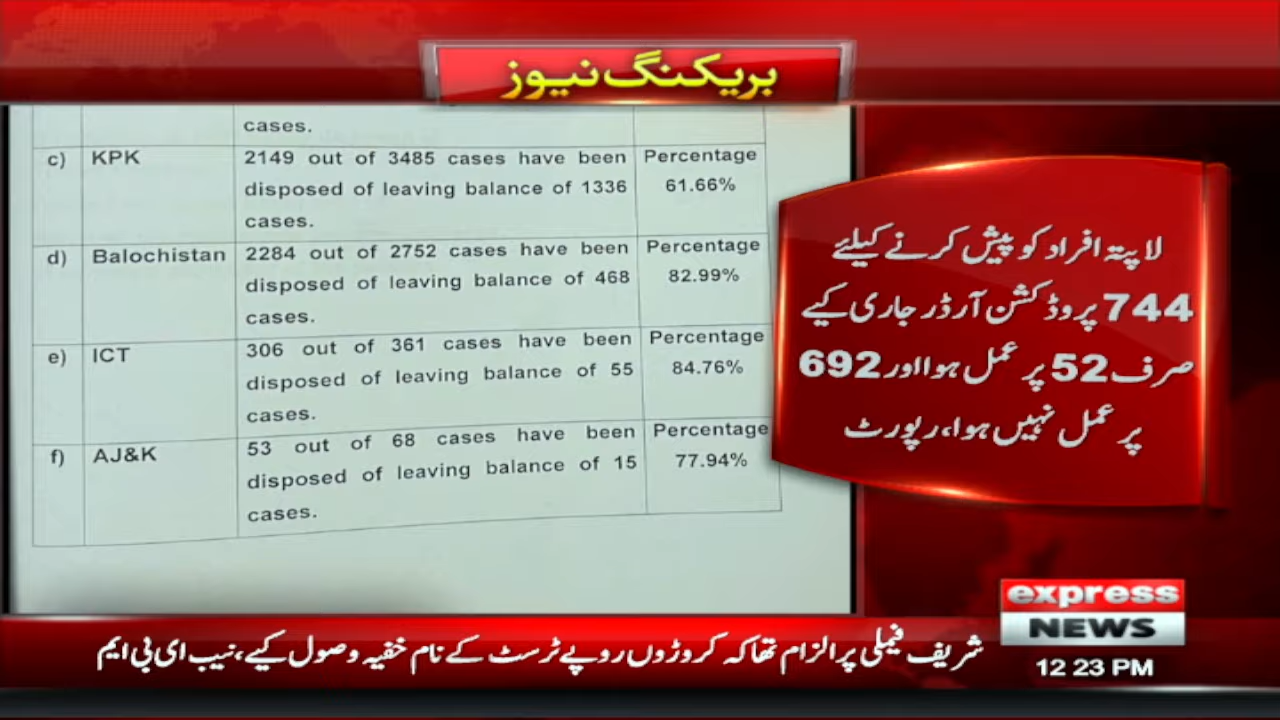 بریکنگ نیوز
cases.
c) KPK 2149 out of 3485 cases have been Percentage
disposed of leaving balance of 1336 61.66%
cases.
d) Balochistan 2284 out of 2752 cases have been Percentage
disposed of leaving balance of 468 82.99%
cases.
e) ICT 306 out of 361 cases have been Percentage
disposed of leaving balance of 55 84.76%
cases.
f) AJ&K 53 out of 68 cases have been Percentage
disposed of leaving balance of 15 77.94%
cases.
لاپتہ افراد کو پیش کرنے کیلئے
744 پروڈکشن آرڈر جاری کیے
صرف 52 پر عمل ہوا اور 692
پر عمل نہیں ہوا، رپورٹ
express
NEWS
شریف فیملی پر الزام تھا کہ کروڑوں روپے ٹرسٹ کے نام خفیہ وصول کیے، نیب ای بی ایم
12 23 PM